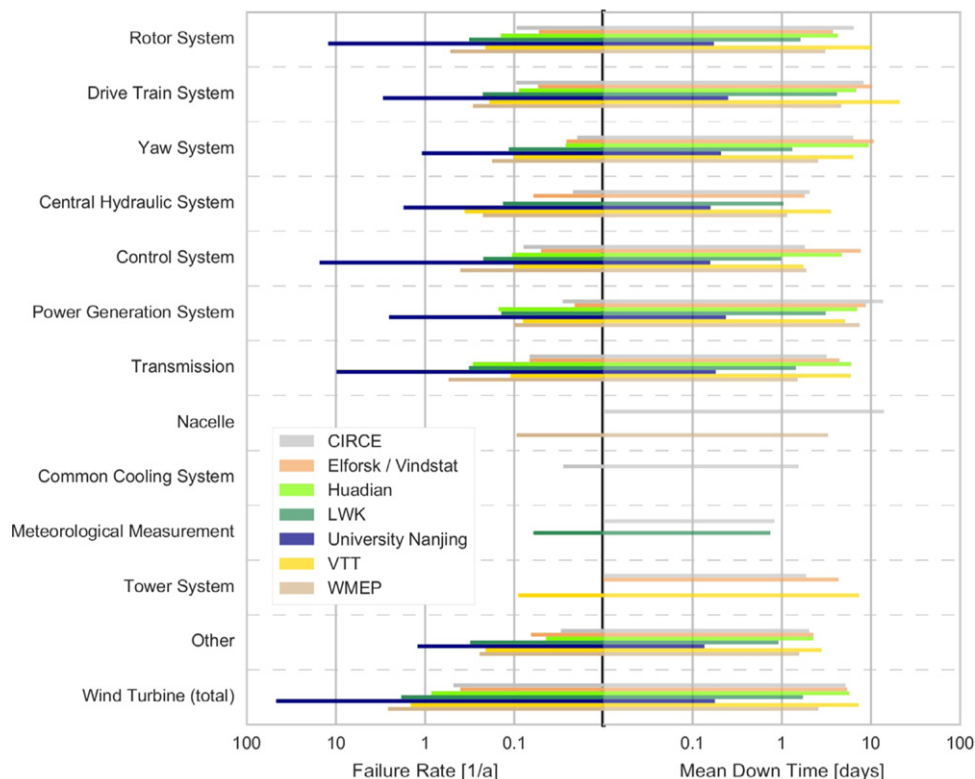 Rotor System
Drive Train System
Yaw System
Central Hydraulic System
Control System
Power Generation System
Transmission
Nacelle
Common Cooling System
Meteorological Measurement
Tower System
Other
Wind Turbine (total)
CIRCE
Elforsk / Vindstat
Huadian
LWK
University Nanjing
VTT
WMEP
100 10 1 0.1 0.1 1 10 100
Failure Rate [1/a] Mean Down Time [days]